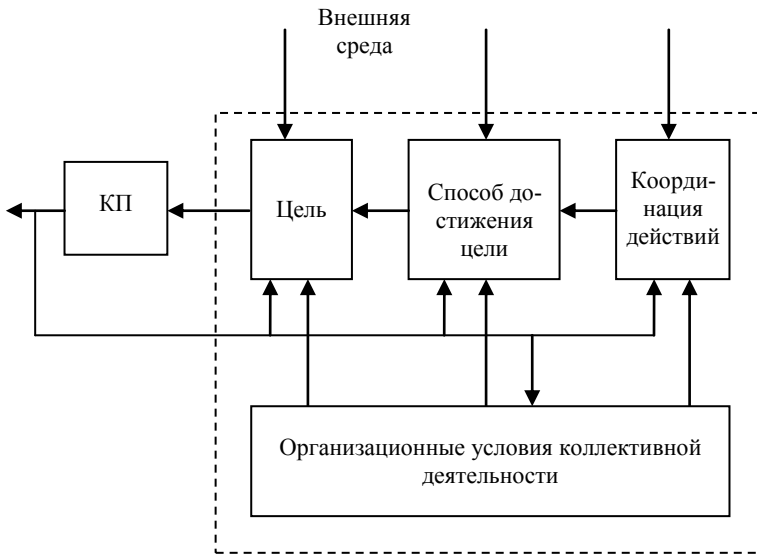 Внешняя
среда
КП
Цель
Способ до-
стижения
цели
Коорди-
нация
действий
Организационные условия коллективной
деятельности